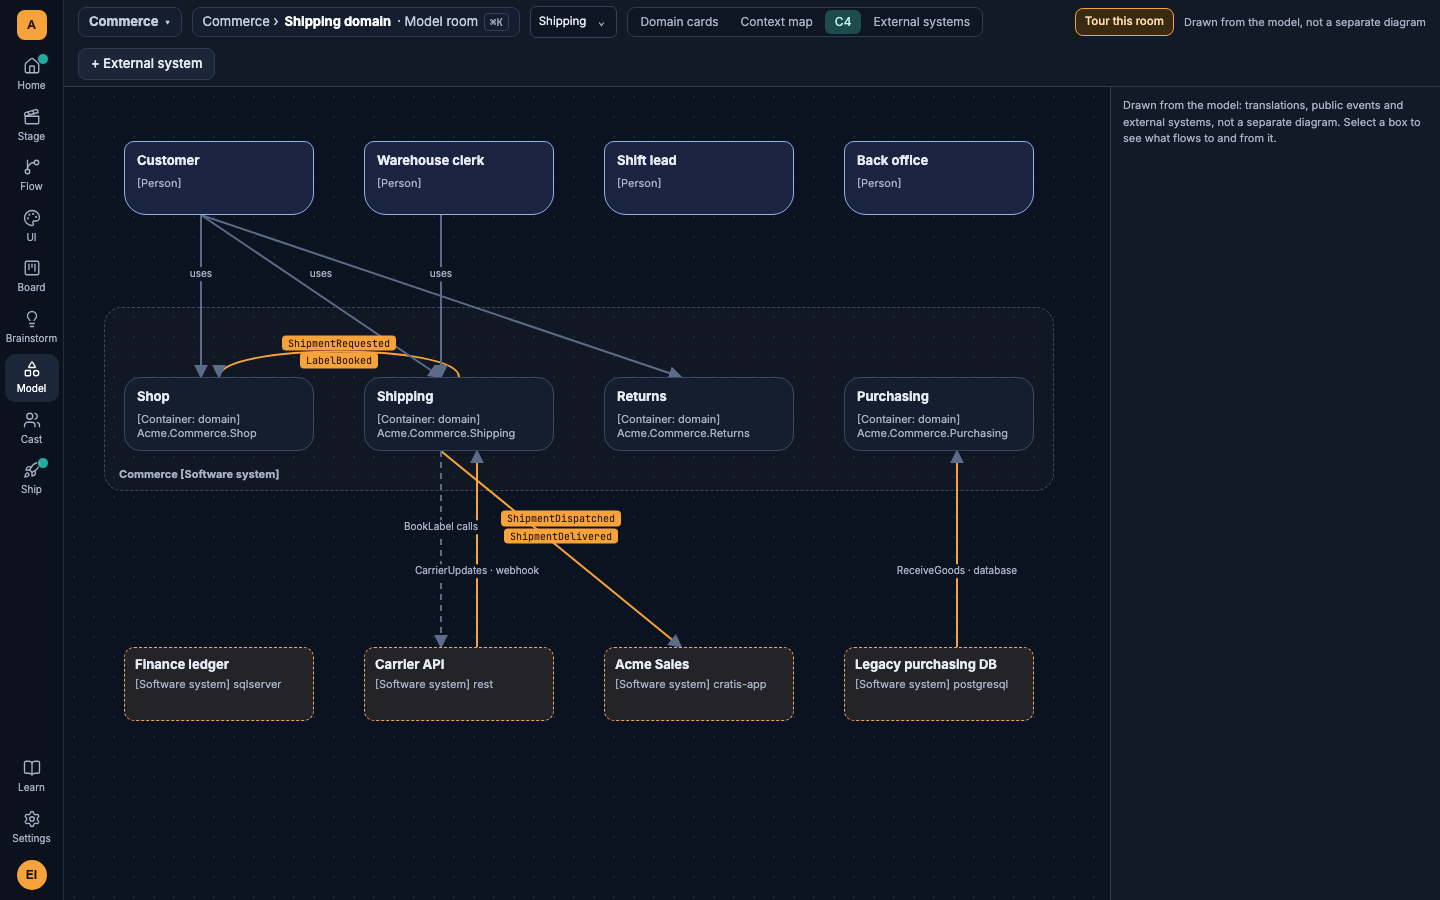 A
Commerce
Commerce › Shipping domain · Model room ⌘K
Shipping
Domain cards
Context map
C4
External systems
Tour this room
Drawn from the model, not a separate diagram
+ External system
Home
Stage
Flow
UI
Board
Brainstorm
Model
Cast
Ship
Learn
Settings
EI
Customer
[Person]
Warehouse clerk
[Person]
Shift lead
[Person]
Back office
[Person]
uses
uses
uses
ShipmentRequested
LabelBooked
Shop
[Container: domain]
Acme.Commerce.Shop
Shipping
[Container: domain]
Acme.Commerce.Shipping
Returns
[Container: domain]
Acme.Commerce.Returns
Purchasing
[Container: domain]
Acme.Commerce.Purchasing
Commerce [Software system]
BookLabel calls
ShipmentDispatched
ShipmentDelivered
CarrierUpdates · webhook
ReceiveGoods · database
Finance ledger
[Software system] sqlserver
Carrier API
[Software system] rest
Acme Sales
[Software system] cratis-app
Legacy purchasing DB
[Software system] postgresql
Drawn from the model: translations, public events and
external systems, not a separate diagram. Select a box to
see what flows to and from it.